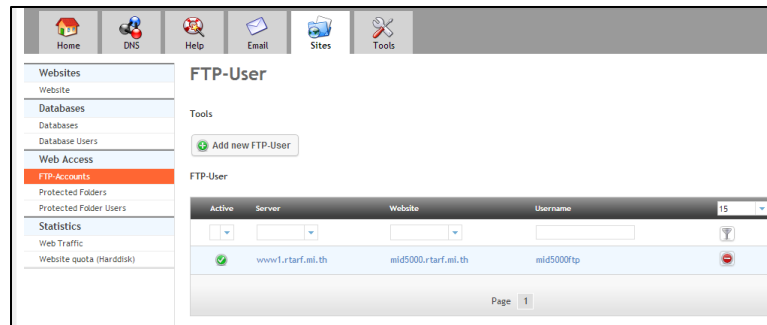 Home DNS Help Email Sites Tools
Websites
Website
Databases
Databases
Database Users
Web Access
FTP-Accounts
Protected Folders
Protected Folder Users
Statistics
Web Traffic
Website quota (Harddisk)
FTP-User
Tools
Add new FTP-User
FTP-User
Active Server Website Username 15
www1.rtarf.mi.th mid5000.rtarf.mi.th mid5000ftp
Page 1